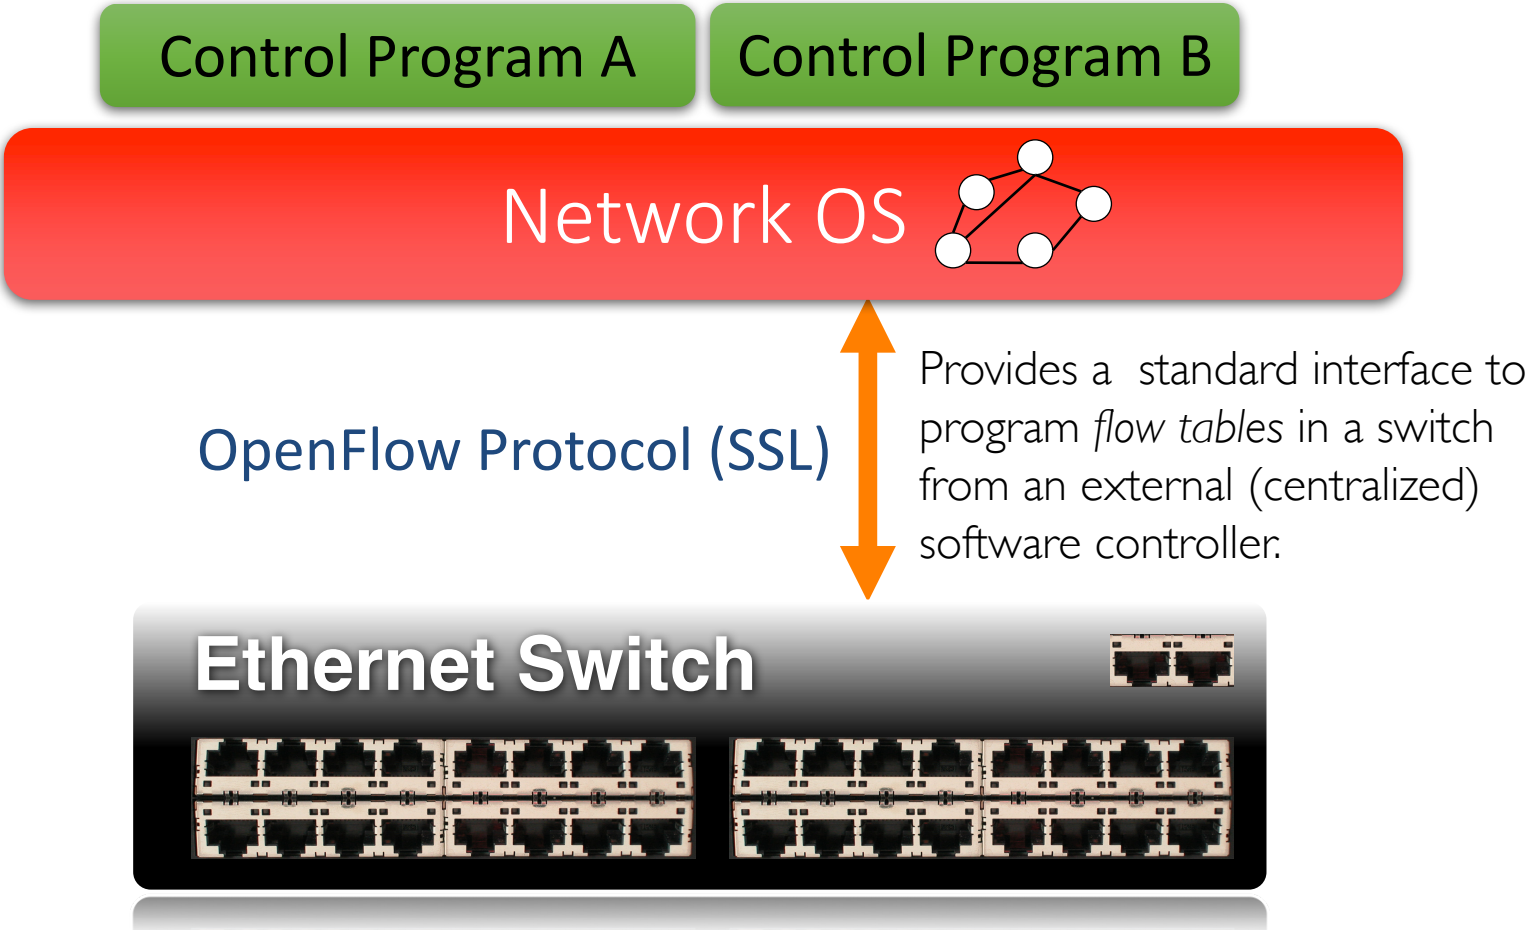 Control Program A
Control Program B
Network OS
OpenFlow Protocol (SSL)
Provides a  standard interface to
program flow tables in a switch
from an external (centralized)
software controller.
Ethernet Switch